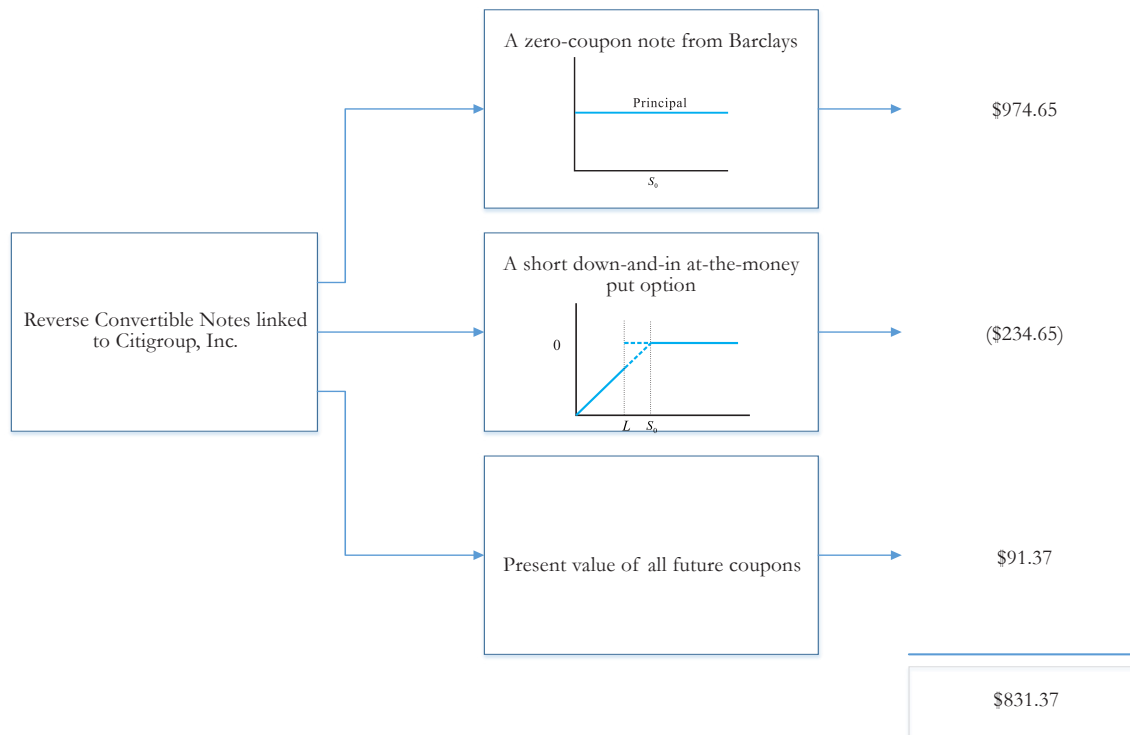 A zero-coupon note from Barclays
Principal
S₀
$974.65
Reverse Convertible Notes linked
to Citigroup, Inc.
A short down-and-in at-the-money
put option
0
L
S₀
($234.65)
Present value of all future coupons
$91.37
$831.37